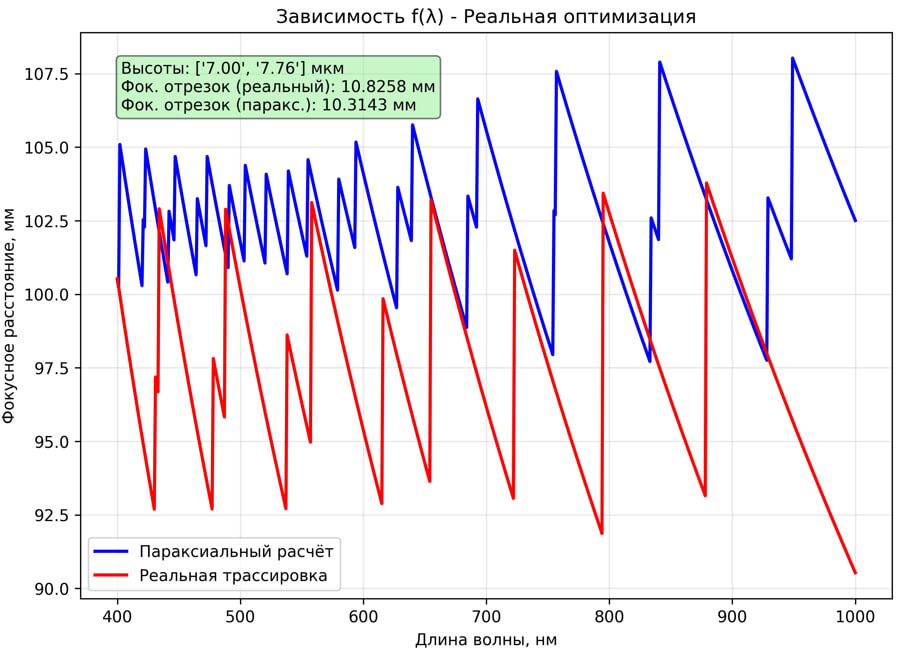 Зависимость f(λ) - Реальная оптимизация
Высоты: ['7.00', '7.76'] мкм
Фок. отрезок (реальный): 10.8258 мм
Фок. отрезок (паракс.): 10.3143 мм
Фокусное расстояние, мм
107.5
105.0
102.5
100.0
97.5
95.0
92.5
90.0
Параксиальный расчёт
Реальная трассировка
400 500 600 700 800 900 1000
Длина волны, нм